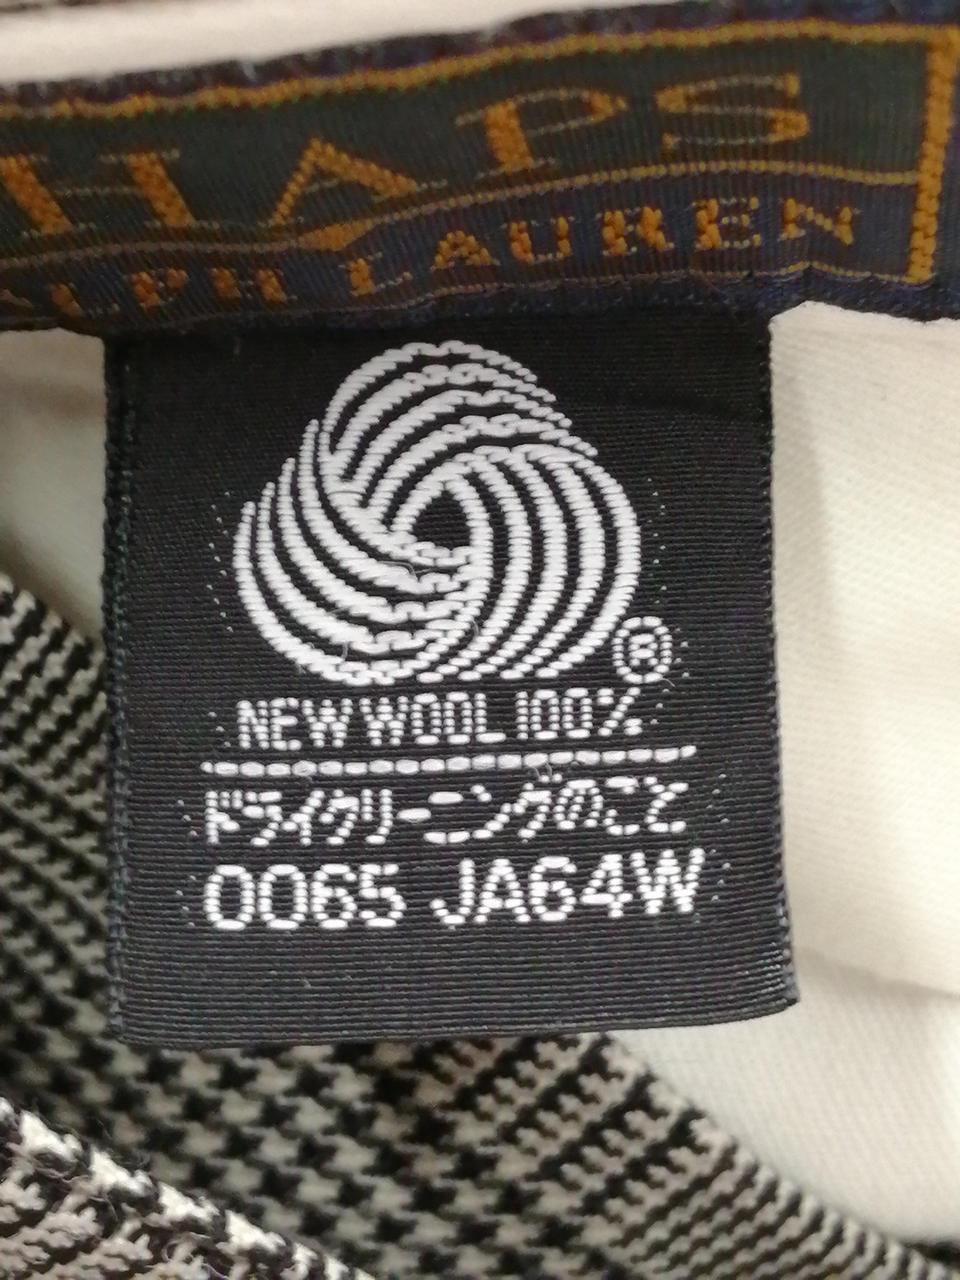 HAPS
ALPH LAUREN
®
NEW WOOL 100%
ドライクリーニングのこと
0065 JA64W